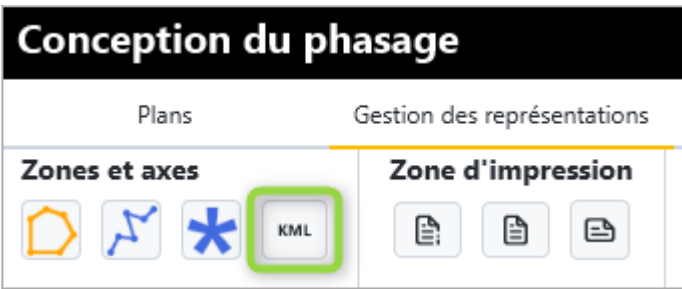 Conception du phasage
Plans
Gestion des représentations
Zones et axes
Zone d'impression
KML